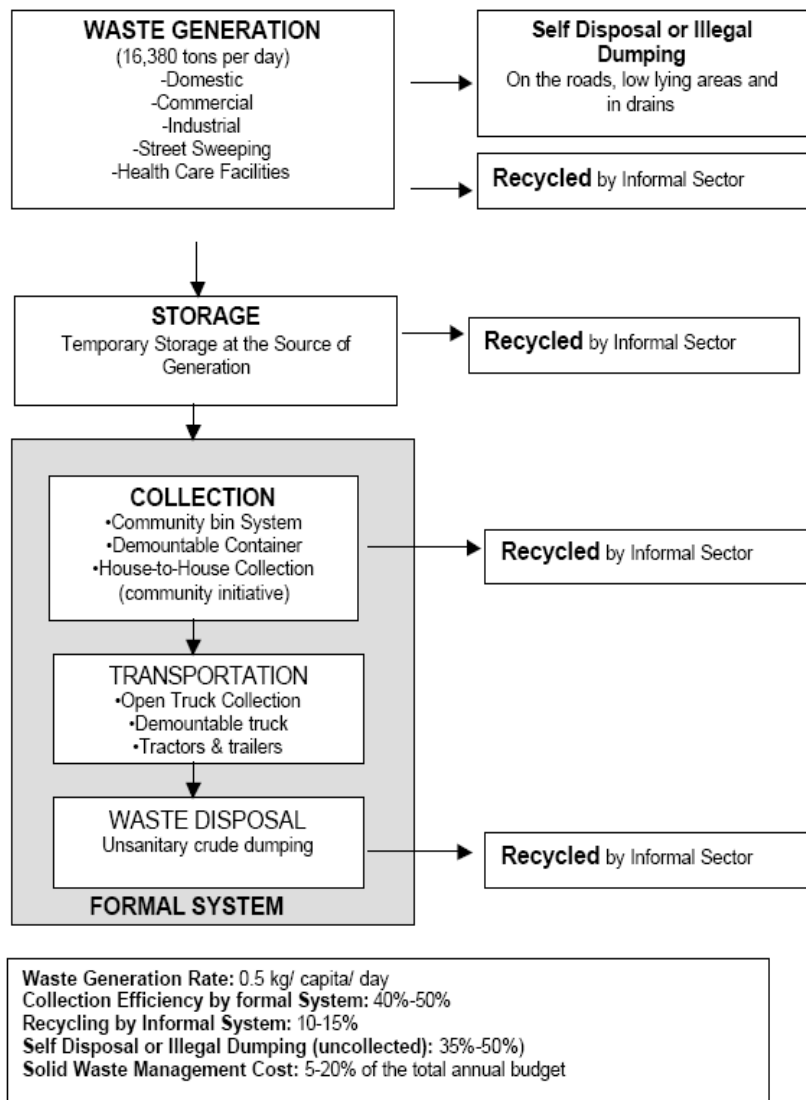 WASTE GENERATION
(16,380 tons per day)
-Domestic
-Commercial
-Industrial
-Street Sweeping
-Health Care Facilities
Self Disposal or Illegal
Dumping
On the roads, low lying areas and
in drains
Recycled by Informal Sector
STORAGE
Temporary Storage at the Source of
Generation
Recycled by Informal Sector
COLLECTION
•Community bin System
•Demountable Container
•House-to-House Collection
(community initiative)
Recycled by Informal Sector
TRANSPORTATION
•Open Truck Collection
•Demountable truck
•Tractors & trailers
WASTE DISPOSAL
Unsanitary crude dumping
Recycled by Informal Sector
FORMAL SYSTEM
Waste Generation Rate: 0.5 kg/ capita/ day
Collection Efficiency by formal System: 40%-50%
Recycling by Informal System: 10-15%
Self Disposal or Illegal Dumping (uncollected): 35%-50%)
Solid Waste Management Cost: 5-20% of the total annual budget